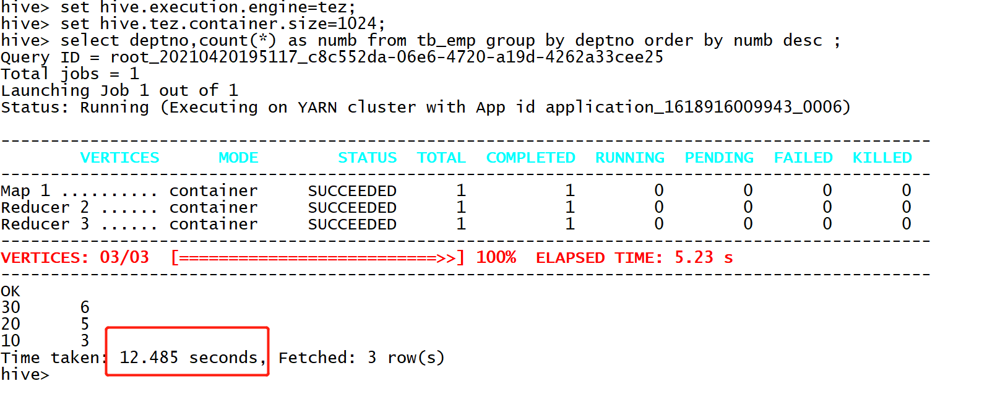 hive> set hive.execution.engine=tez;
hive> set hive.tez.container.size=1024;
hive> select deptno,count(*) as numb from tb_emp group by deptno order by numb desc ;
Query ID = root_20210420195117_c8c552da-06e6-4720-a19d-4262a33cee25
Total jobs = 1
Launching Job 1 out of 1
Status: Running (Executing on YARN cluster with App id application_1618916009943_0006)
----------------------------------------------------------------------------------------------
        VERTICES      MODE        STATUS  TOTAL  COMPLETED  RUNNING  PENDING  FAILED  KILLED
----------------------------------------------------------------------------------------------
Map 1 .......... container     SUCCEEDED      1          1        0        0       0       0
Reducer 2 ...... container     SUCCEEDED      1          1        0        0       0       0
Reducer 3 ...... container     SUCCEEDED      1          1        0        0       0       0
----------------------------------------------------------------------------------------------
VERTICES: 03/03  [==========================>>] 100%  ELAPSED TIME: 5.23 s
----------------------------------------------------------------------------------------------
OK
30      6
20      5
10      3
Time taken: 12.485 seconds, Fetched: 3 row(s)
hive>